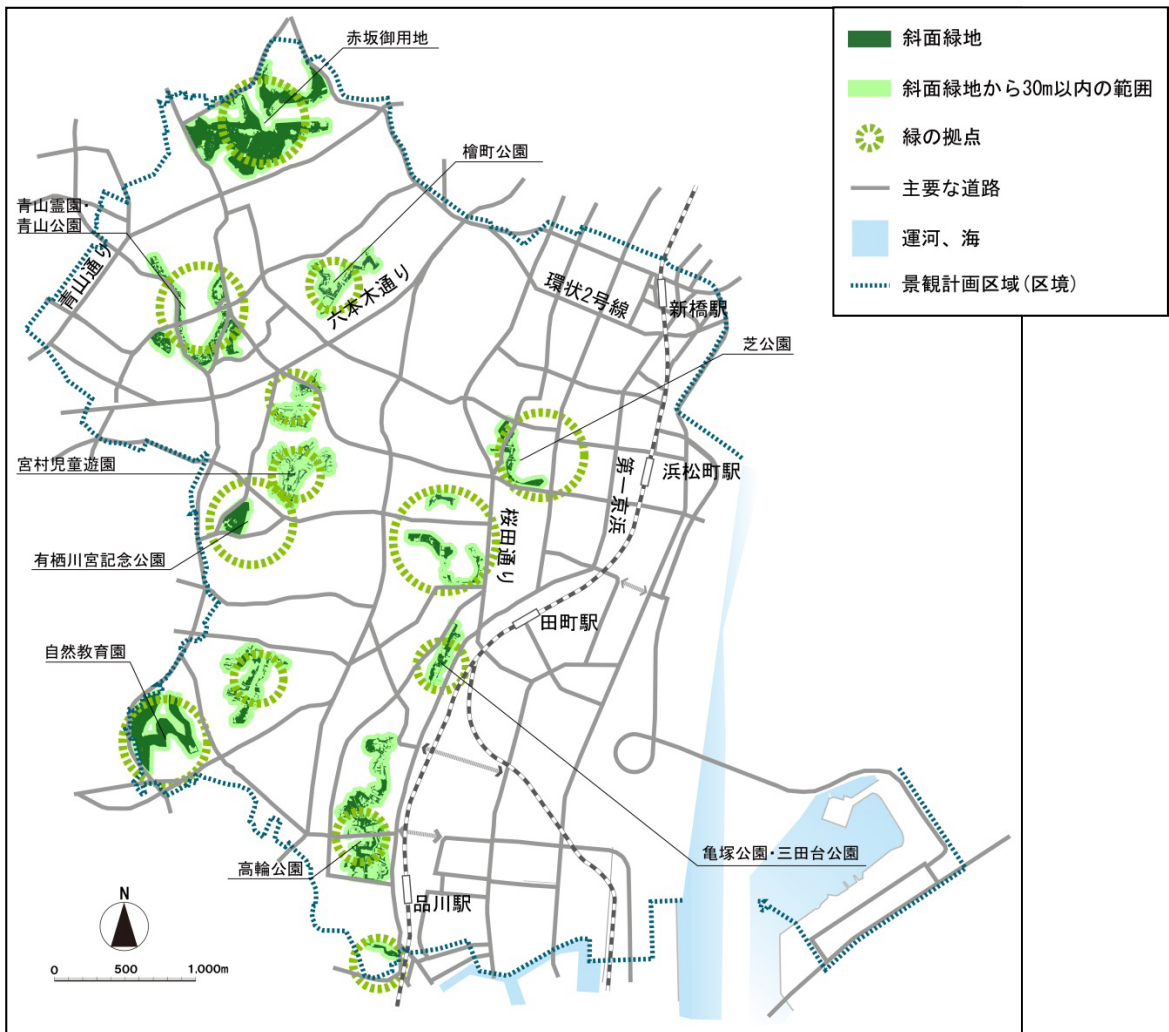 赤坂御用地
檜町公園
青山霊園・
青山公園
青山通り
六本木通り
環状2号線
新橋駅
芝公園
宮村児童遊園
浜松町駅
第一京浜
桜田通り
有栖川宮記念公園
田町駅
自然教育園
亀塚公園・三田台公園
高輪公園
品川駅
N
0 500 1,000m
斜面緑地
斜面緑地から30m以内の範囲
緑の拠点
主要な道路
運河、海
景観計画区域(区境)